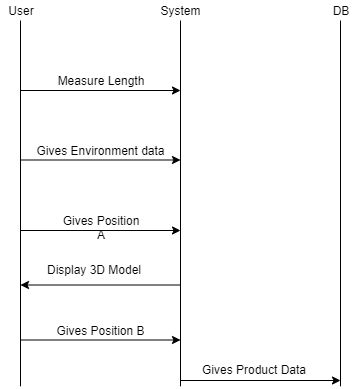 User System DB
Measure Length
Gives Environment data
Gives Position
A
Display 3D Model
Gives Position B
Gives Product Data